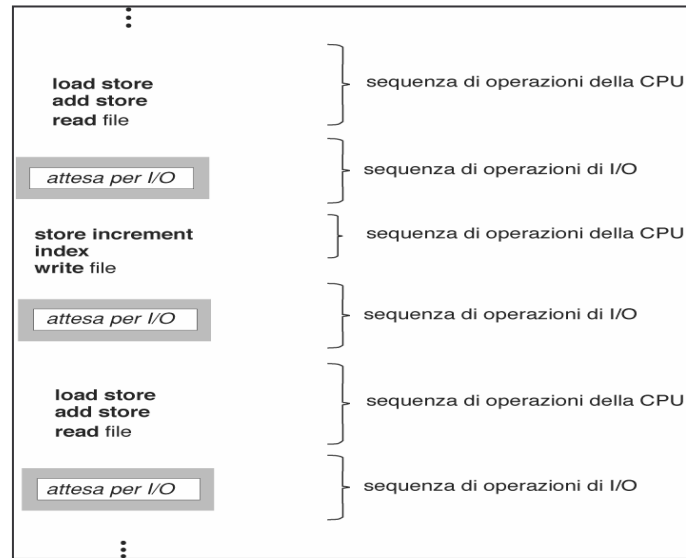 load store
add store
read file
sequenza di operazioni della CPU
attesa per I/O
sequenza di operazioni di I/O
store increment
index
write file
sequenza di operazioni della CPU
attesa per I/O
sequenza di operazioni di I/O
load store
add store
read file
sequenza di operazioni della CPU
attesa per I/O
sequenza di operazioni di I/O